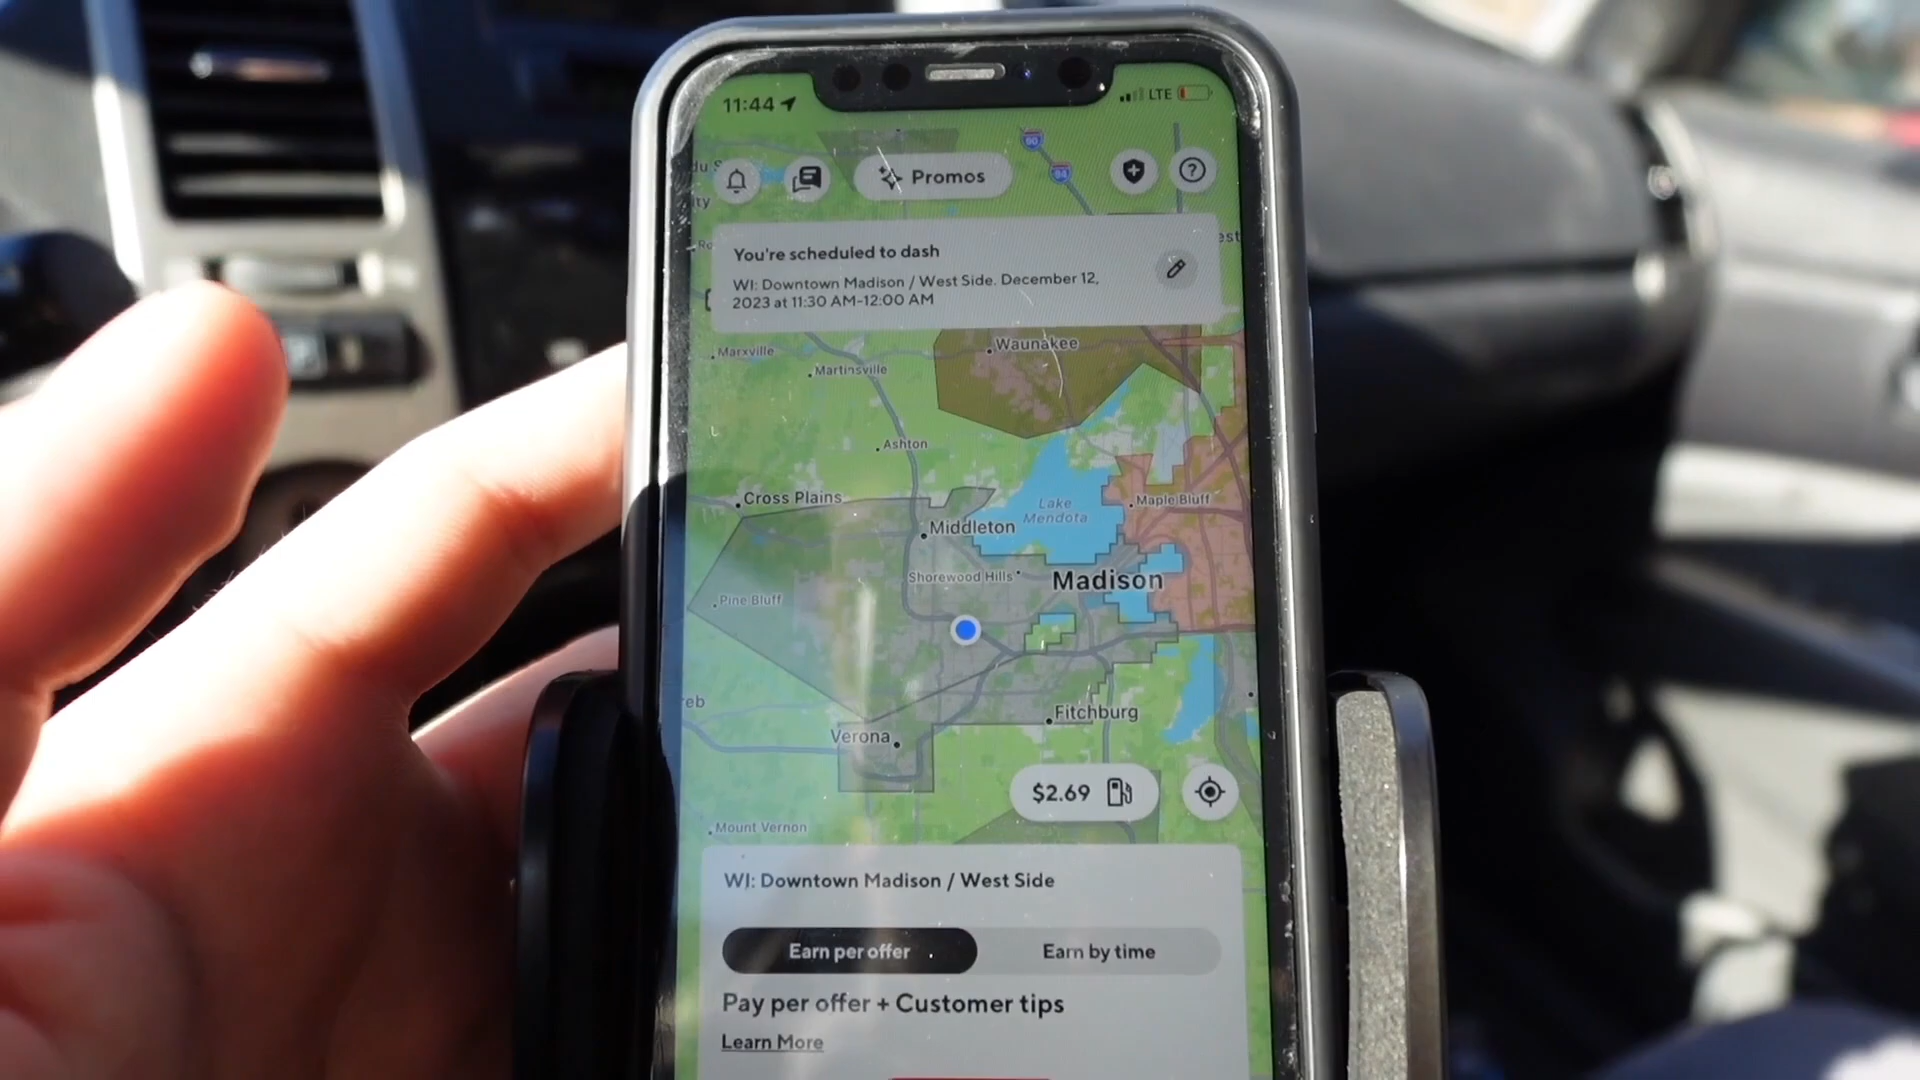 11:44
LTE
90
94
Promos
You're scheduled to dash
WI: Downtown Madison / West Side. December 12,
2023 at 11:30 AM-12:00 AM
Waunakee
Marxville
Martinsville
Ashton
Cross Plains
Maple Bluff
Lake
Mendota
Middleton
Shorewood Hills
Madison
Pine Bluff
Fitchburg
Verona
$2.69
Mount Vernon
WI: Downtown Madison / West Side
Earn per offer
Earn by time
Pay per offer + Customer tips
Learn More